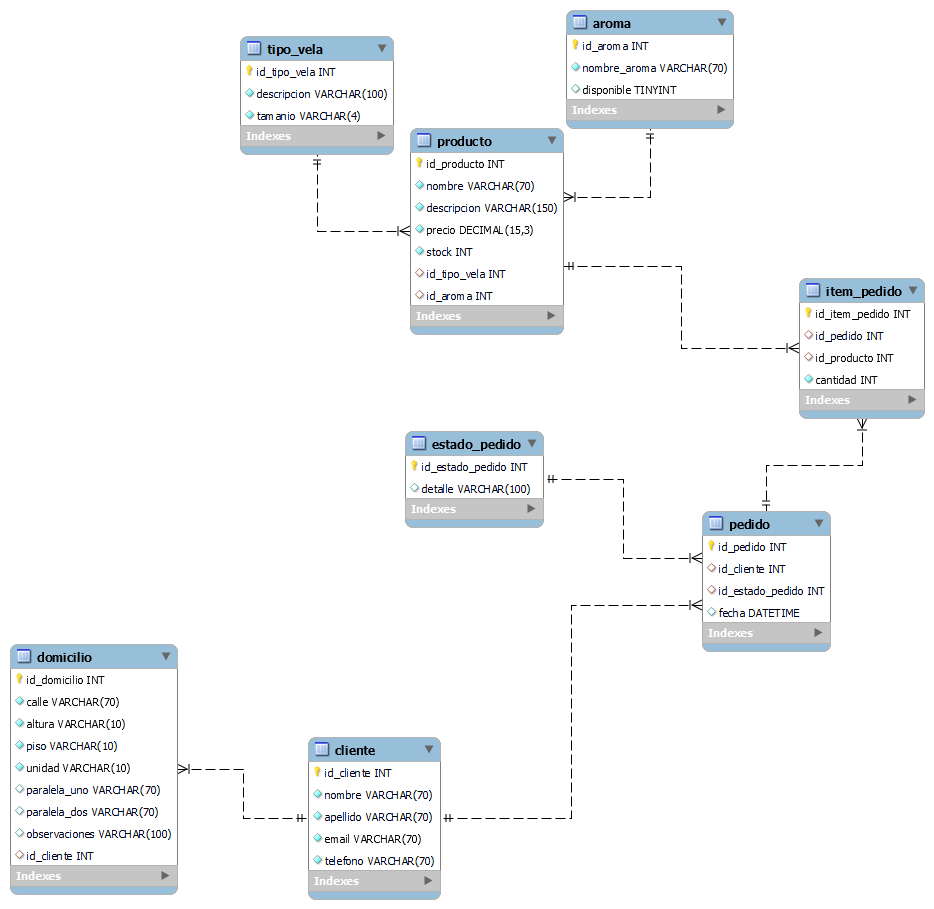 aroma
id_aroma INT
nombre_aroma VARCHAR(70)
disponible TINYINT
Indexes
tipo_vela
id_tipo_vela INT
descripcion VARCHAR(100)
tamanio VARCHAR(4)
Indexes
producto
id_producto INT
nombre VARCHAR(70)
descripcion VARCHAR(150)
precio DECIMAL(15,3)
stock INT
id_tipo_vela INT
id_aroma INT
Indexes
item_pedido
id_item_pedido INT
id_pedido INT
id_producto INT
cantidad INT
Indexes
estado_pedido
id_estado_pedido INT
detalle VARCHAR(100)
Indexes
pedido
id_pedido INT
id_cliente INT
id_estado_pedido INT
fecha DATETIME
Indexes
domicilio
id_domicilio INT
calle VARCHAR(70)
altura VARCHAR(10)
piso VARCHAR(10)
unidad VARCHAR(10)
paralela_uno VARCHAR(70)
paralela_dos VARCHAR(70)
observaciones VARCHAR(100)
id_cliente INT
Indexes
cliente
id_cliente INT
nombre VARCHAR(70)
apellido VARCHAR(70)
email VARCHAR(70)
telefono VARCHAR(70)
Indexes